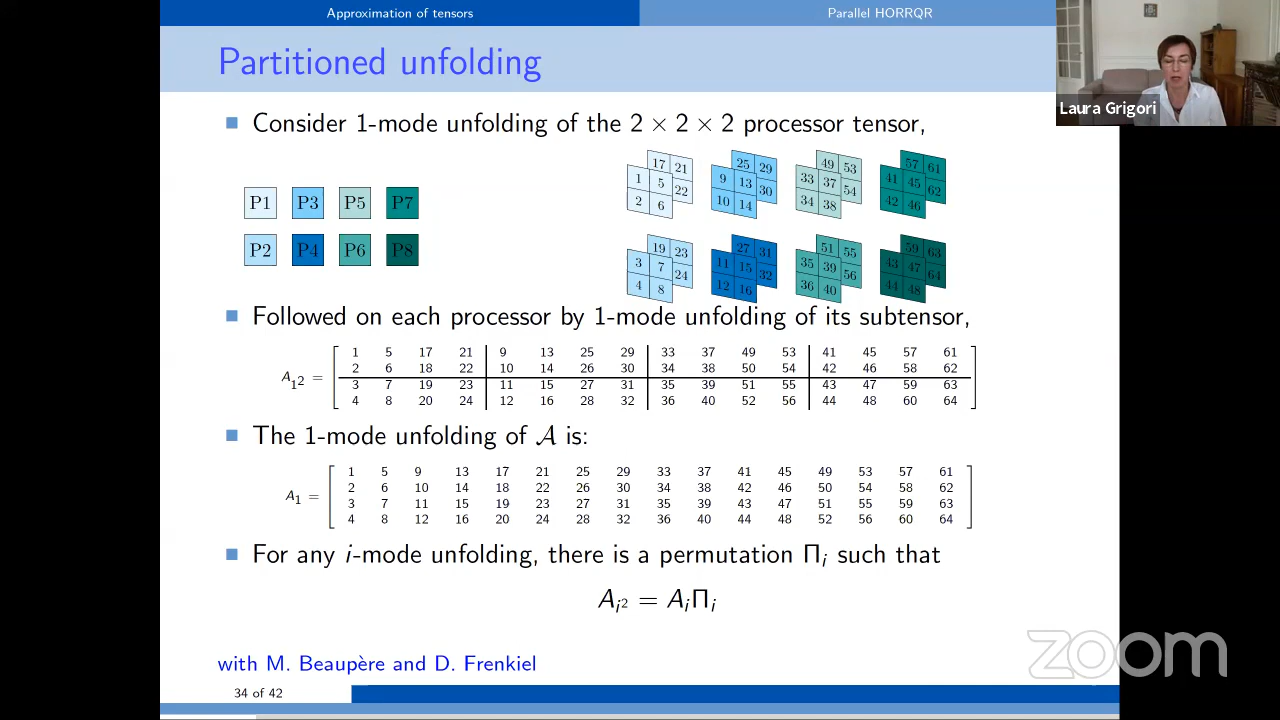 Approximation of tensors Parallel HORRQR
Partitioned unfolding
Laura Grigori
Consider 1-mode unfolding of the 2 × 2 × 2 processor tensor,
P1 P3 P5 P7
P2 P4 P6 P8
17 21 25 29 49 53 57 61
1 5 22 9 13 30 33 37 54 41 45 62
2 6 10 14 34 38 42 46
19 23 27 31 51 55 59 63
3 7 24 11 15 32 35 39 56 43 47 64
4 8 12 16 36 40 44 48
Followed on each processor by 1-mode unfolding of its subtensor,
1 5 17 21 9 13 25 29 33 37 49 53 41 45 57 61
2 6 18 22 10 14 26 30 34 38 50 54 42 46 58 62
A₁² =
3 7 19 23 11 15 27 31 35 39 51 55 43 47 59 63
4 8 20 24 12 16 28 32 36 40 52 56 44 48 60 64
The 1-mode unfolding of 𝒜 is:
1 5 9 13 17 21 25 29 33 37 41 45 49 53 57 61
2 6 10 14 18 22 26 30 34 38 42 46 50 54 58 62
A₁ =
3 7 11 15 19 23 27 31 35 39 43 47 51 55 59 63
4 8 12 16 20 24 28 32 36 40 44 48 52 56 60 64
For any i-mode unfolding, there is a permutation Πᵢ such that
Aᵢ² = AᵢΠᵢ
zoom
with M. Beaupère and D. Frenkiel
34 of 42